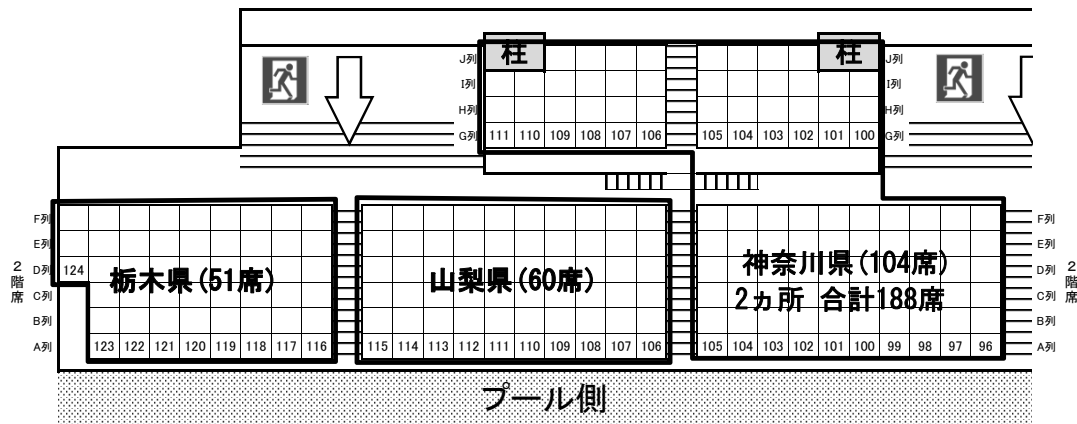 柱 柱
J列 J列
I列 I列
H列 H列
G列 111 110 109 108 107 106 105 104 103 102 101 100 G列
F列 F列
E列 E列
D列 124 D列
C列 C列
B列 B列
A列 123 122 121 120 119 118 117 116 115 114 113 112 111 110 109 108 107 106 105 104 103 102 101 100 99 98 97 96 A列
2階席
栃木県(51席)
山梨県(60席)
神奈川県(104席)
2ヵ所 合計188席
2階席
プール側